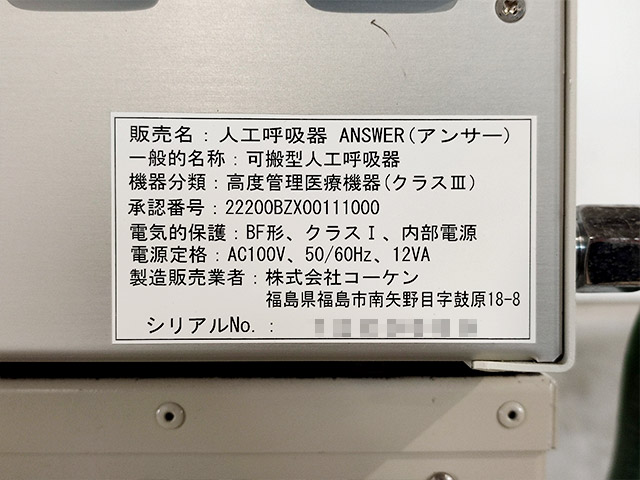 販売名：人工呼吸器 ANSWER(アンサー)
一般的名称：可搬型人工呼吸器
機器分類：高度管理医療機器(クラスⅢ)
承認番号：22200BZX00111000
電気的保護：BF形、クラスⅠ、内部電源
電源定格：AC100V、50/60Hz、12VA
製造販売業者：株式会社コーケン
福島県福島市南矢野目字鼓原18-8
シリアルNo.：